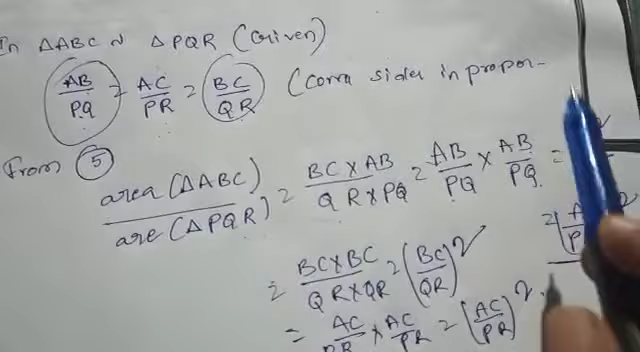 In ΔABC ~ ΔPQR (Given)
AB/PQ = AC/PR = BC/QR (Corra sides in propor-
From (5)
area(ΔABC)/are(ΔPQR) = BC×AB/QR×PQ = AB/PQ × AB/PQ =
= BC×BC/QR×QR = (BC/QR)²
= AC/PR × AC/PR = (AC/PR)²